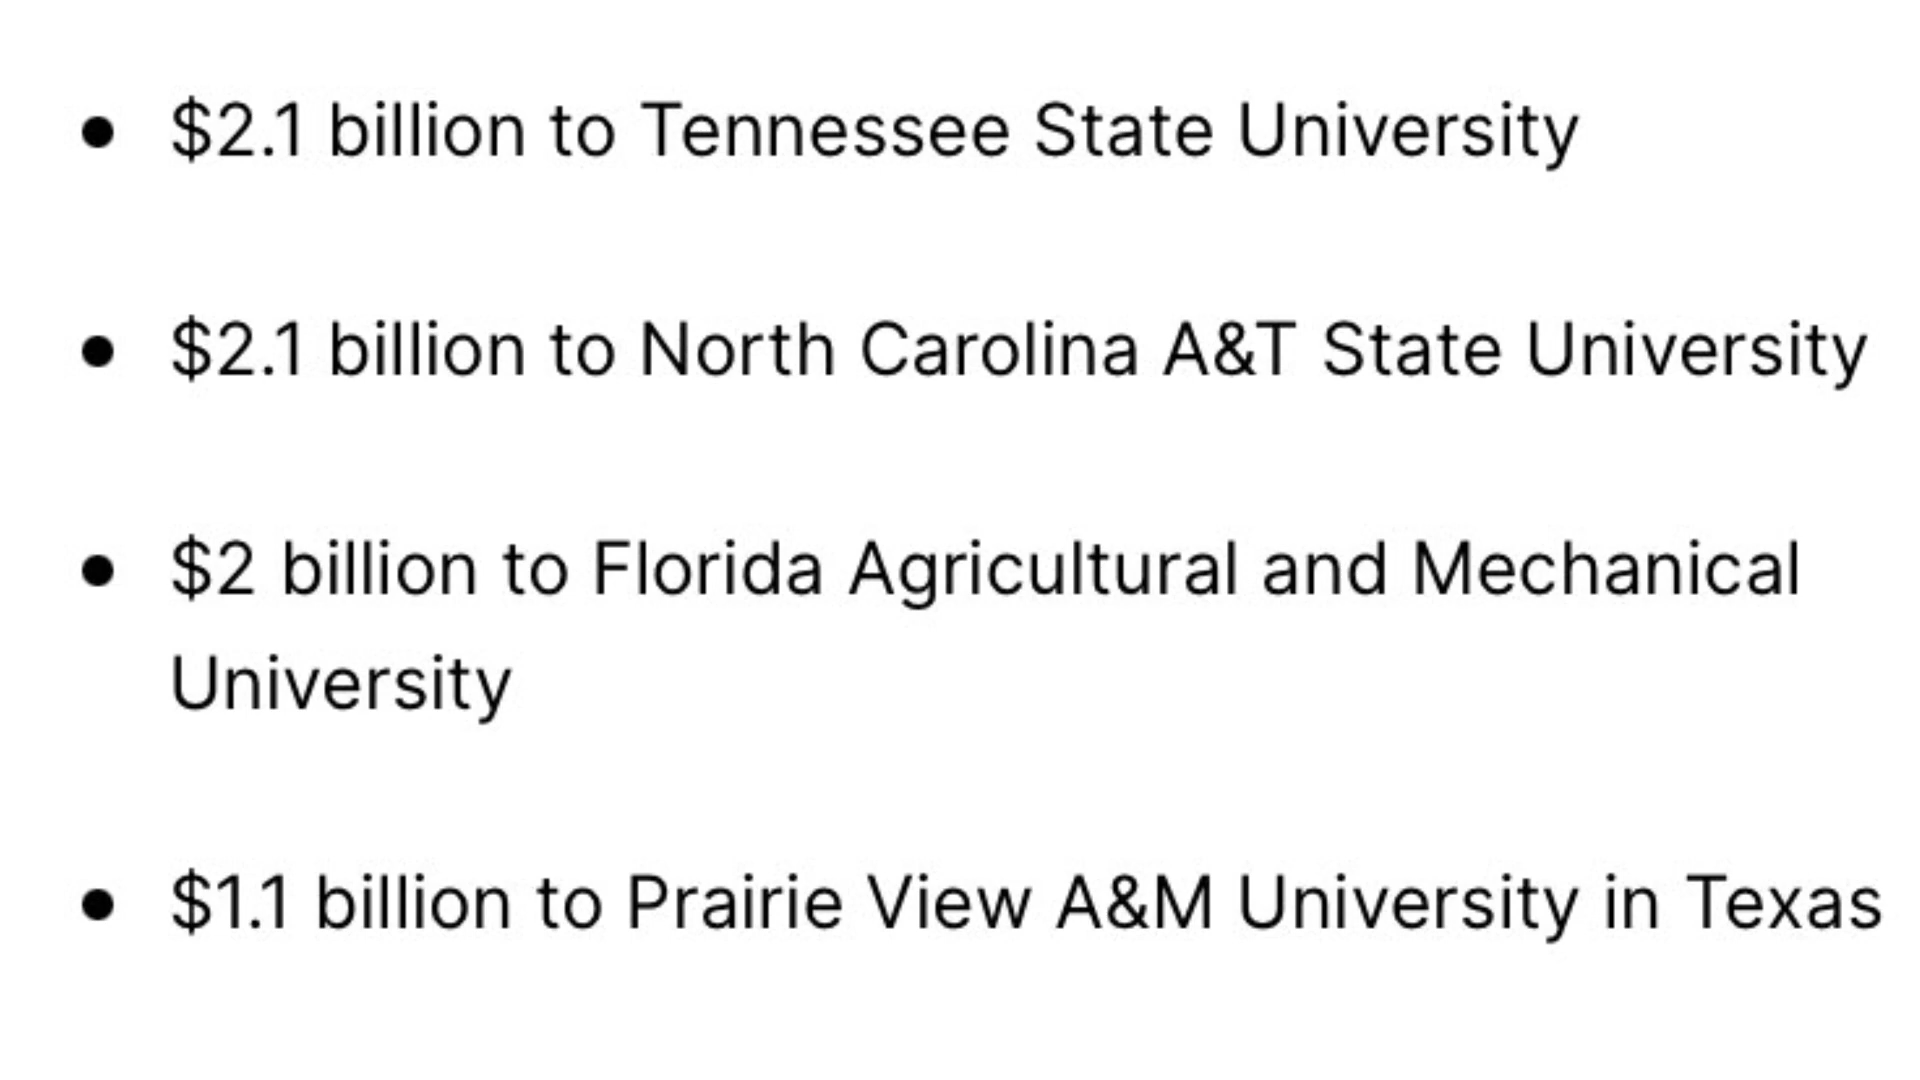 • $2.1 billion to Tennessee State University
• $2.1 billion to North Carolina A&T State University
• $2 billion to Florida Agricultural and Mechanical
University
• $1.1 billion to Prairie View A&M University in Texas